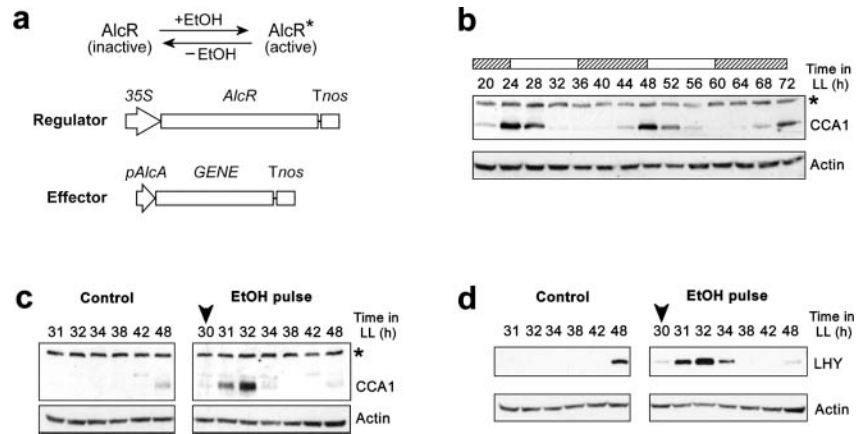 a
AlcR +EtOH AlcR*
(inactive) −EtOH (active)
35S AlcR Tnos
Regulator
pAlcA GENE Tnos
Effector
b
20 24 28 32 36 40 44 48 52 56 60 64 68 72 Time in LL (h)
*
CCA1
Actin
c
Control EtOH pulse
31 32 34 38 42 48 30 31 32 34 38 42 48 Time in LL (h)
*
CCA1
Actin
d
Control EtOH pulse
31 32 34 38 42 48 30 31 32 34 38 42 48 Time in LL (h)
LHY
Actin